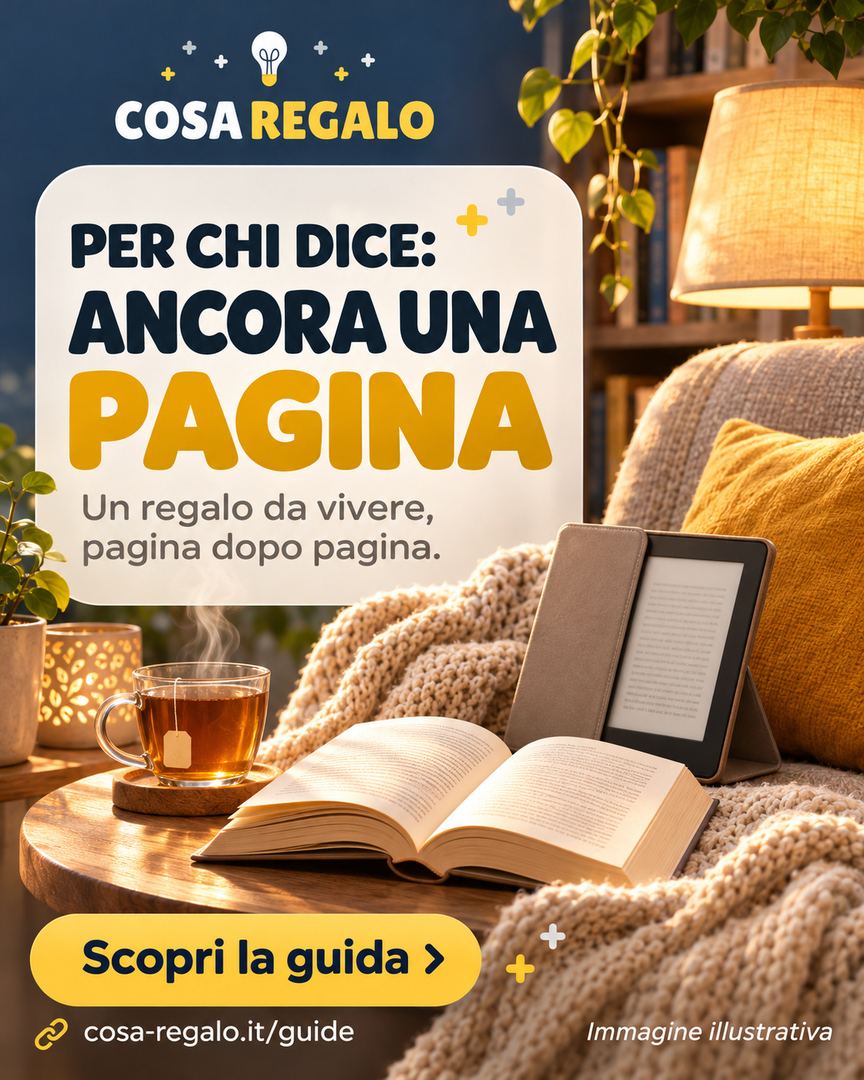 COSA REGALO
PER CHI DICE:
ANCORA UNA
PAGINA
Un regalo da vivere,
pagina dopo pagina.
Scopri la guida
cosa-regalo.it/guide
Immagine illustrativa